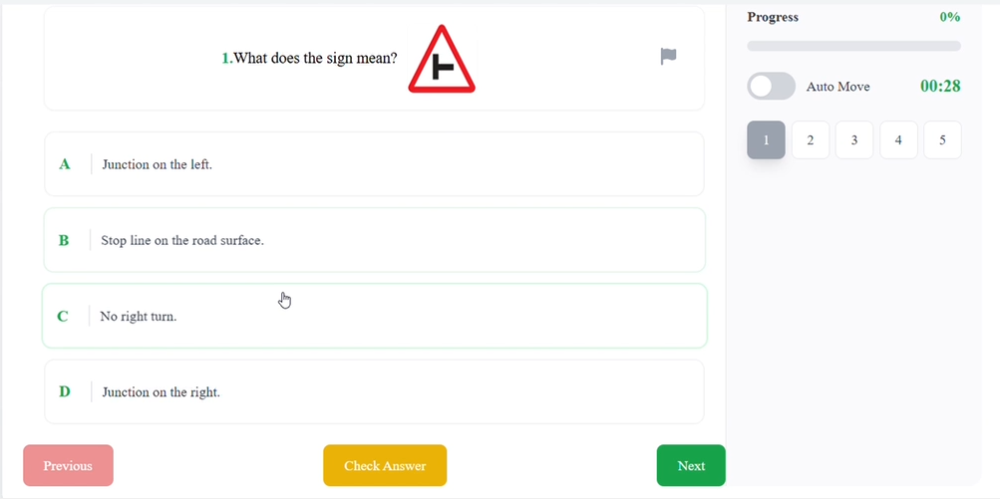 1.What does the sign mean?
A Junction on the left.
B Stop line on the road surface.
C No right turn.
D Junction on the right.
Previous
Check Answer
Next
Progress 0%
Auto Move 00:28
1 2 3 4 5